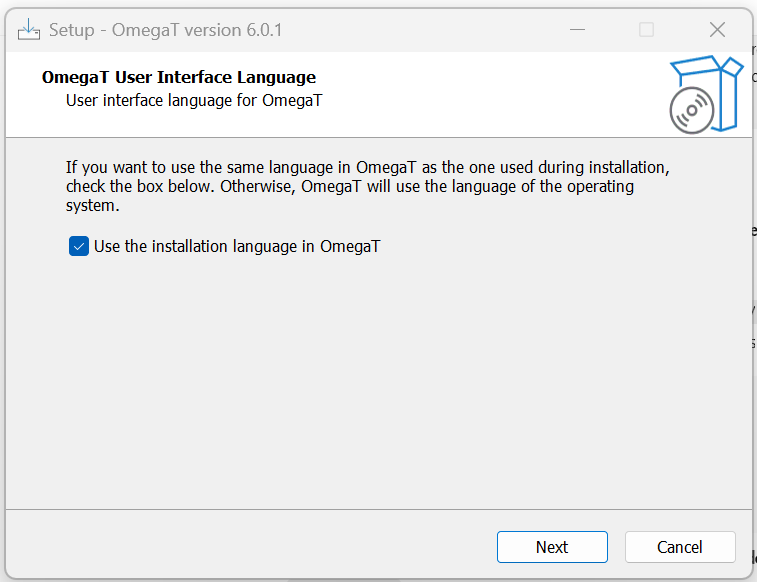 Setup - OmegaT version 6.0.1
OmegaT User Interface Language
User interface language for OmegaT
If you want to use the same language in OmegaT as the one used during installation,
check the box below. Otherwise, OmegaT will use the language of the operating
system.
Use the installation language in OmegaT
Next
Cancel